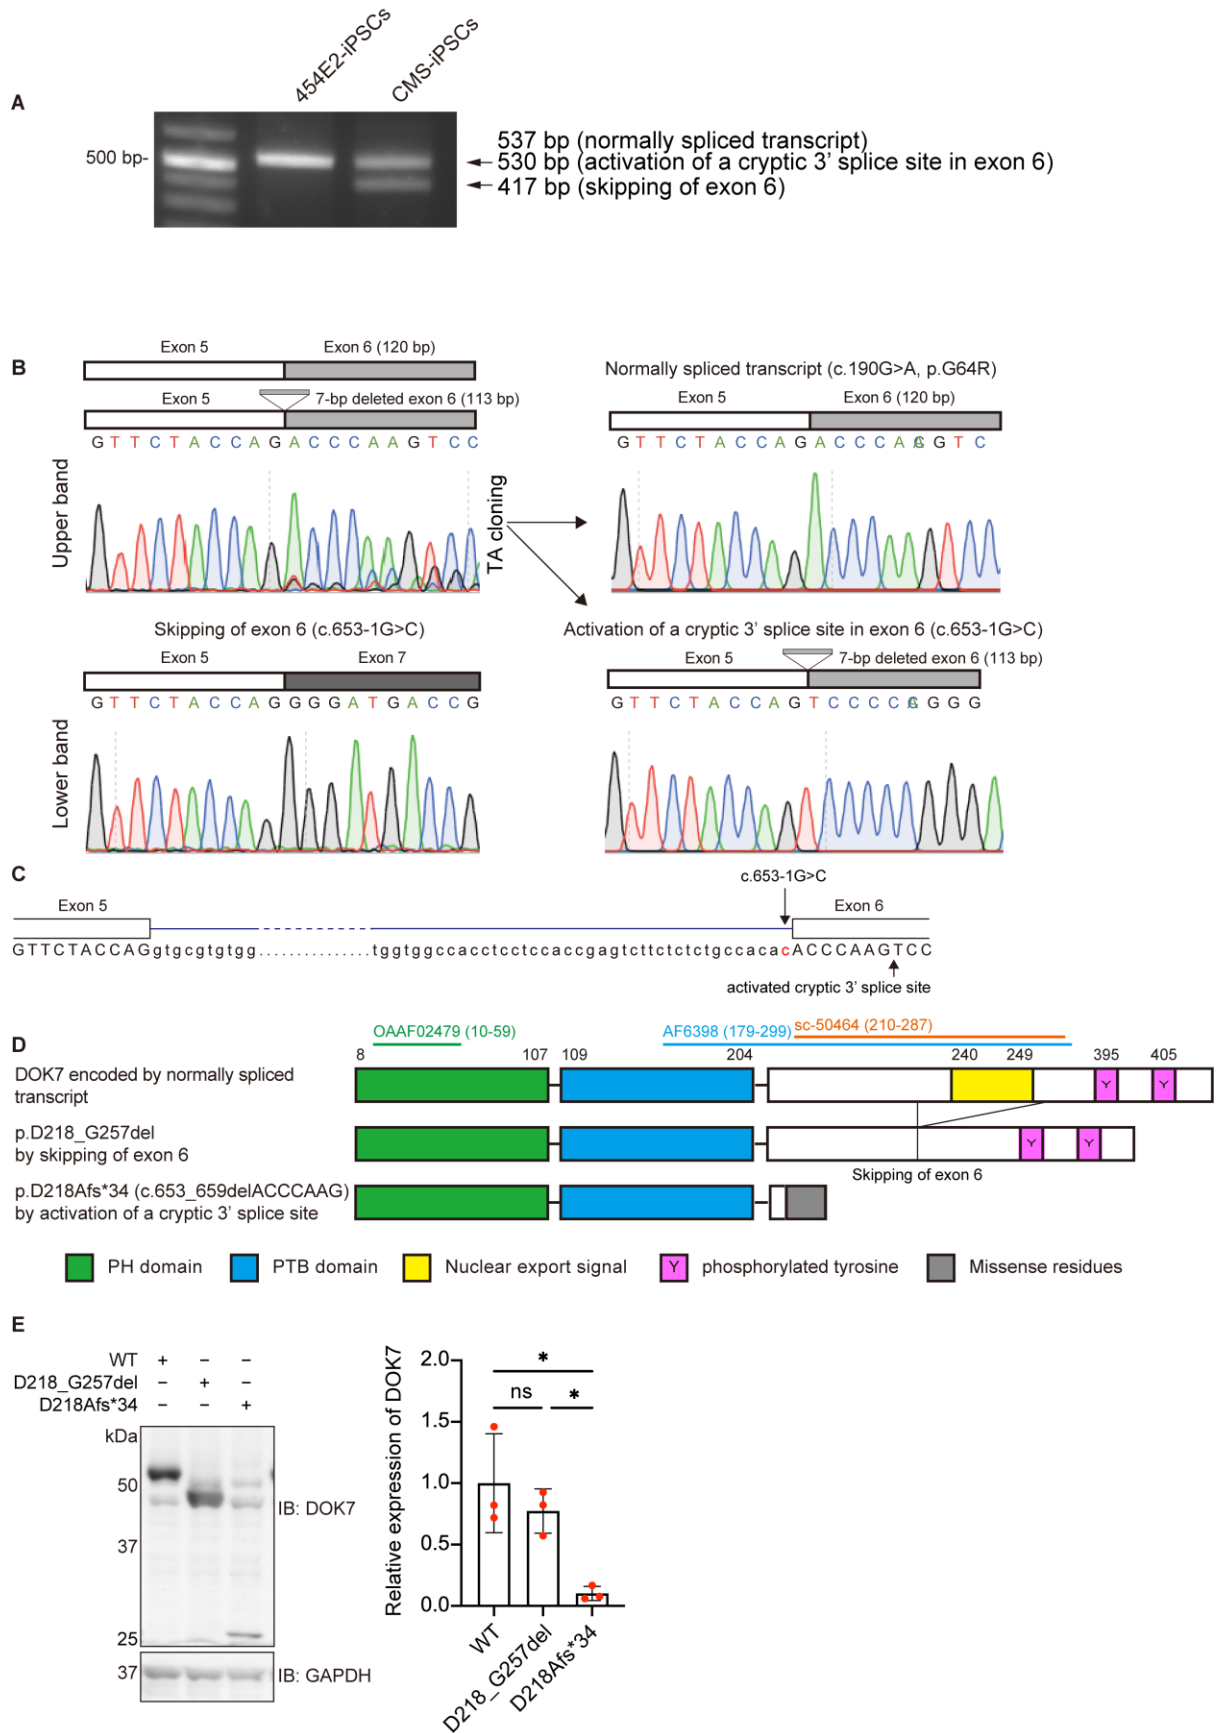 A
454E2-iPSCs
CMS-iPSCs
500 bp-
537 bp (normally spliced transcript)
530 bp (activation of a cryptic 3' splice site in exon 6)
417 bp (skipping of exon 6)
B
Upper band
Exon 5
Exon 6 (120 bp)
Exon 5
7-bp deleted exon 6 (113 bp)
GTTCTACCAGACCCAAGTCC
TA cloning
Normally spliced transcript (c.190G>A, p.G64R)
Exon 5
Exon 6 (120 bp)
GTTCTACCAGACCCAAGTC
Lower band
Skipping of exon 6 (c.653-1G>C)
Exon 5
Exon 7
GTTCTACCAGGGGATGACCG
Activation of a cryptic 3' splice site in exon 6 (c.653-1G>C)
Exon 5
7-bp deleted exon 6 (113 bp)
GTTCTACCAGTCCCCAGGG
C
c.653-1G>C
Exon 5
Exon 6
GTTCTACCAGgtgcgtgtgg...............tggtggccacctcctccaccgagtcttctctctgccacacACCCAAGTCC
activated cryptic 3' splice site
D
OAAF02479 (10-59)
AF6398 (179-299)
sc-50464 (210-287)
8
107
109
204
240
249
395
405
DOK7 encoded by normally spliced
transcript
Y
Y
p.D218_G257del
by skipping of exon 6
Y
Y
Skipping of exon 6
p.D218Afs*34 (c.653_659delACCCAAG)
by activation of a cryptic 3' splice site
PH domain
PTB domain
Nuclear export signal
Y
phosphorylated tyrosine
Missense residues
E
WT + − −
D218_G257del − + −
D218Afs*34 − − +
kDa
50
37
25
IB: DOK7
37
IB: GAPDH
Relative expression of DOK7
2.0
1.5
1.0
0.5
0.0
*
ns
*
WT
D218_G257del
D218Afs*34